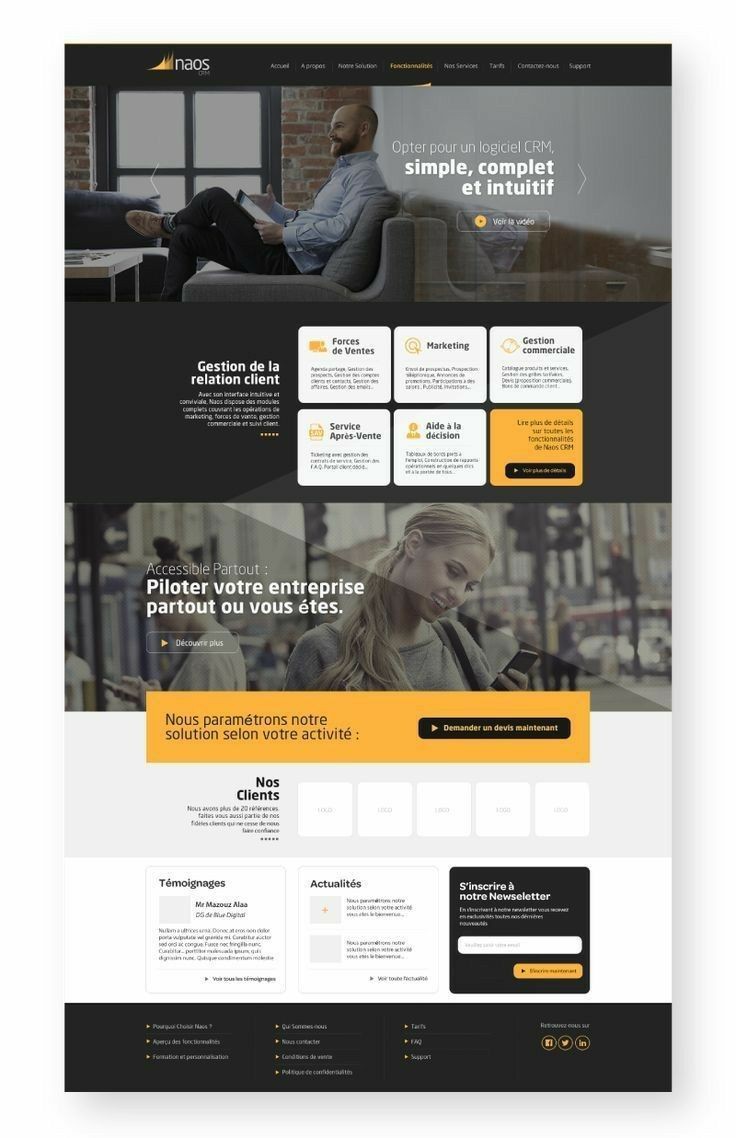 naos
CRM
Accueil A propos Notre Solution Fonctionnalités Nos Services Tarifs Contactez-nous Support
Opter pour un logiciel CRM,
simple, complet
et intuitif
Voir la vidéo
Gestion de la
relation client
Avec son interface intuitive et
conviviale, Naos dispose des modules
complets couvrant les opérations de
marketing, forces de vente, gestion
commerciale et suivi client.
Forces
de Ventes
Agenda partagé, Gestion des
prospects, Gestion des comptes
clients et contacts, Gestion des
affaires, Gestion des emails...
Marketing
Envoi de prospectus, Prospection
téléphonique, Annonces de
promotions, Participations à des
salons, Publicité, Invitations...
Gestion
commerciale
Catalogue produits et services,
Gestion des grilles tarifaires,
Devis (proposition commerciale),
Bons de commande client...
SAV
Service
Après-Vente
Ticketing avec gestion des
contrats de service, Gestion des
F.A.Q, Portail client dédié...
Aide à la
décision
Tableaux de bords prêts à
l'emploi, Construction de rapports
opérationnels en quelques clics
et à la portée de tous...
Lire plus de détails
sur toutes les
fonctionnalités
de Naos CRM
Voir plus de détails
Accessible Partout :
Piloter votre entreprise
partout ou vous êtes.
Découvrir plus
Nous paramétrons notre
solution selon votre activité :
Demander un devis maintenant
Nos
Clients
Nous avons plus de 20 références,
faites vous aussi partie de nos
fidèles clients qui ne cesse de nous
faire confiance
LOGO LOGO LOGO LOGO LOGO
Témoignages
Mr Mazouz Alaa
DG de Blue Digital
Nullam a ultrices urna. Donec at eros non dolor
porta vulputate vel gravida mi. Curabitur auctor
sed orci ac congue. Fusce nec fringilla nunc.
Curabitur... porttitor malesuada ipsum, quis
dignissim nunc. Quisque condimentum molestie
Voir tous les témoignages
Actualités
Nous paramétrons notre
solution selon votre activité
vous etes le bienvenue...
Nous paramétrons notre
solution selon votre activité
vous etes le bienvenue...
Voir toute l'actualité
S'inscrire à
notre Newseletter
En s'inscrivant à notre newsletter vous recevez
en exclusivités toutes nos dérnières
nouveautés
Veuillez saisir votre email
S'inscrire maintenant
Pourquoi Choisir Naos ?
Aperçu des fonctionnalités
Formation et personnalisation
Qui Sommes-nous
Nous contacter
Conditions de vente
Politique de confidentialités
Tarifs
FAQ
Support
Retrouvez-nous sur